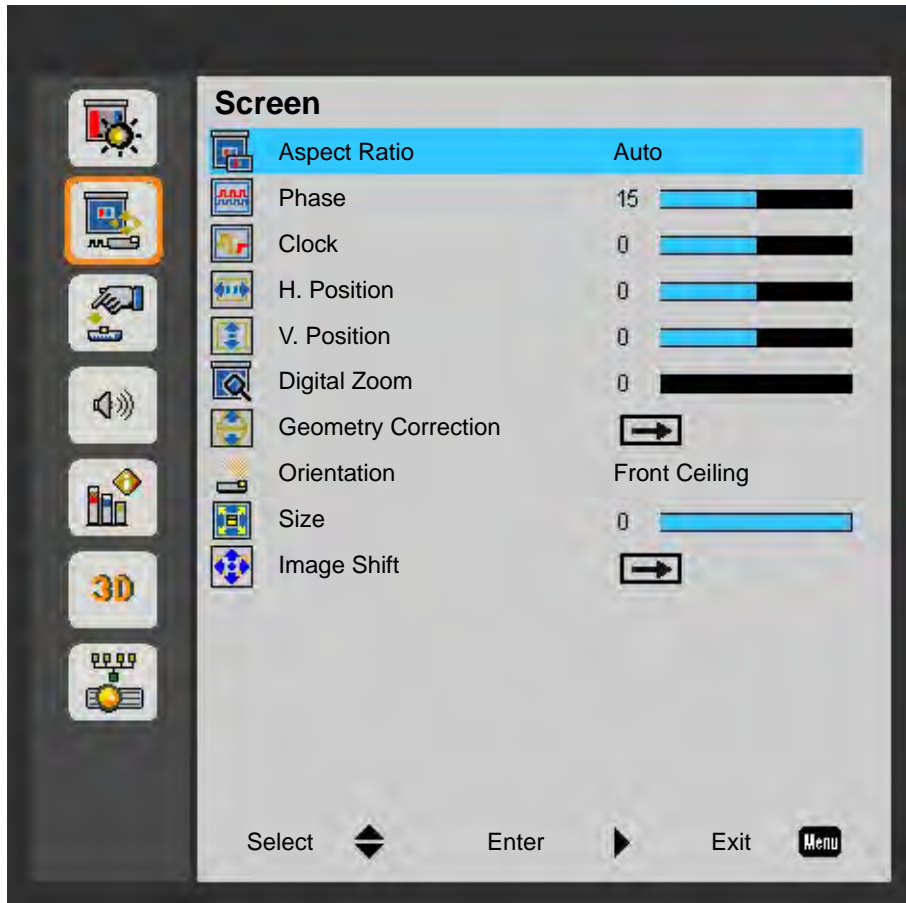 Screen
Aspect Ratio Auto
Phase 15
Clock 0
H. Position 0
V. Position 0
Digital Zoom 0
Geometry Correction
Orientation Front Ceiling
Size 0
Image Shift
3D
Select Enter Exit Menu